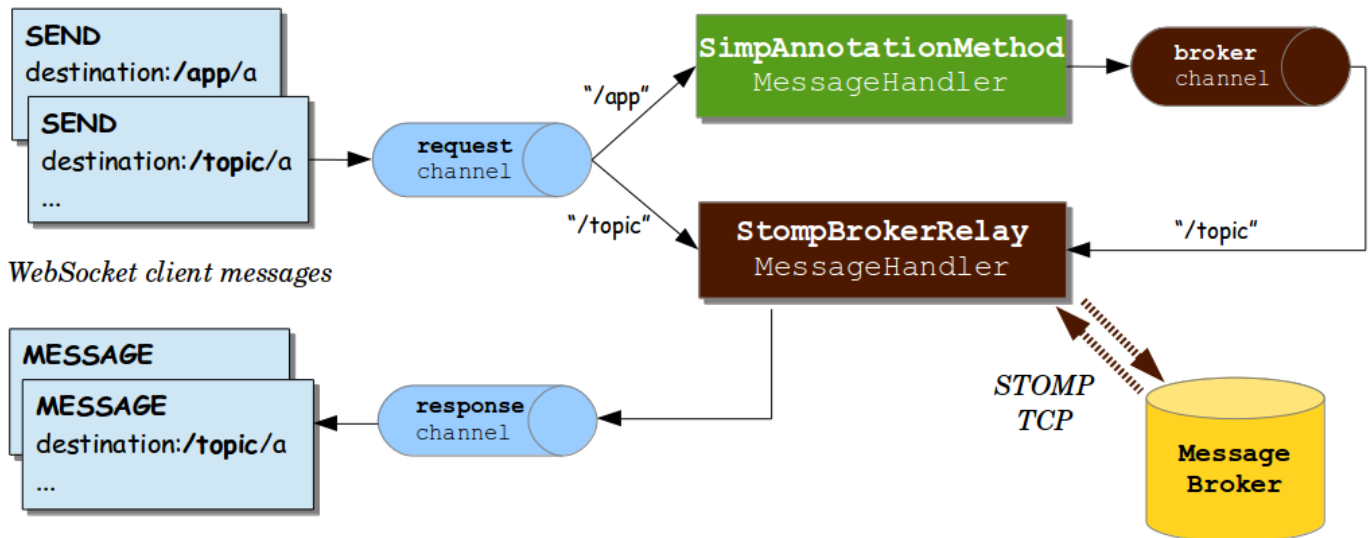 SEND
destination:/app/a
SEND
destination:/topic/a
...
WebSocket client messages
request
channel
“/app”
“/topic”
SimpAnnotationMethod
MessageHandler
broker
channel
StompBrokerRelay
MessageHandler
“/topic”
MESSAGE
MESSAGE
destination:/topic/a
...
response
channel
STOMP
TCP
Message
Broker